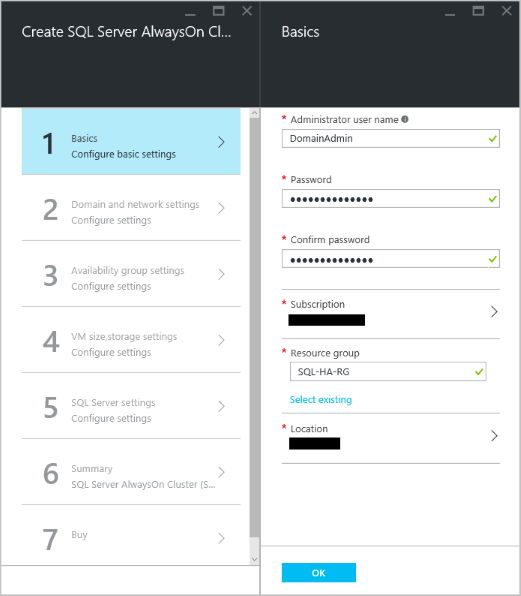 Create SQL Server AlwaysOn Cl...
Basics
1
Basics
Configure basic settings
2
Domain and network settings
Configure settings
3
Availability group settings
Configure settings
4
VM size,storage settings
Configure settings
5
SQL Server settings
Configure settings
6
Summary
SQL Server AlwaysOn Cluster (S...
7
Buy
* Administrator user name
DomainAdmin
* Password
●●●●●●●●●●●●●●
* Confirm password
●●●●●●●●●●●●●●
* Subscription
* Resource group
SQL-HA-RG
Select existing
* Location
OK